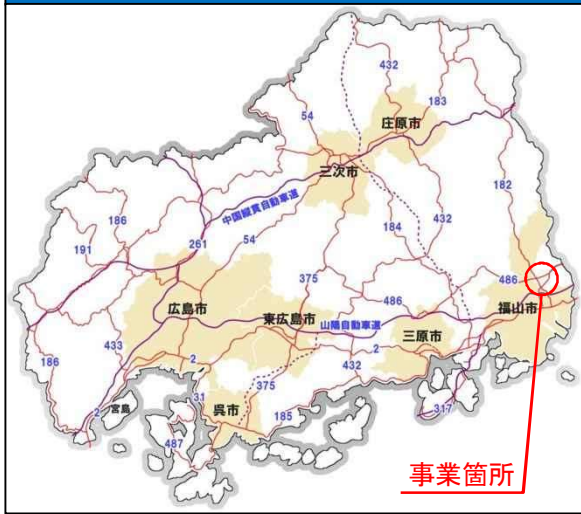 432
54
183
庄原市
三次市
182
中国縦貫自動車道
186
184
432
191
261
54
375
486
486
広島市
東広島市
山陽自動車道
福山市
三原市
433
2
2
432
186
31
375
185
宮島
2
呉市
317
487
事業箇所